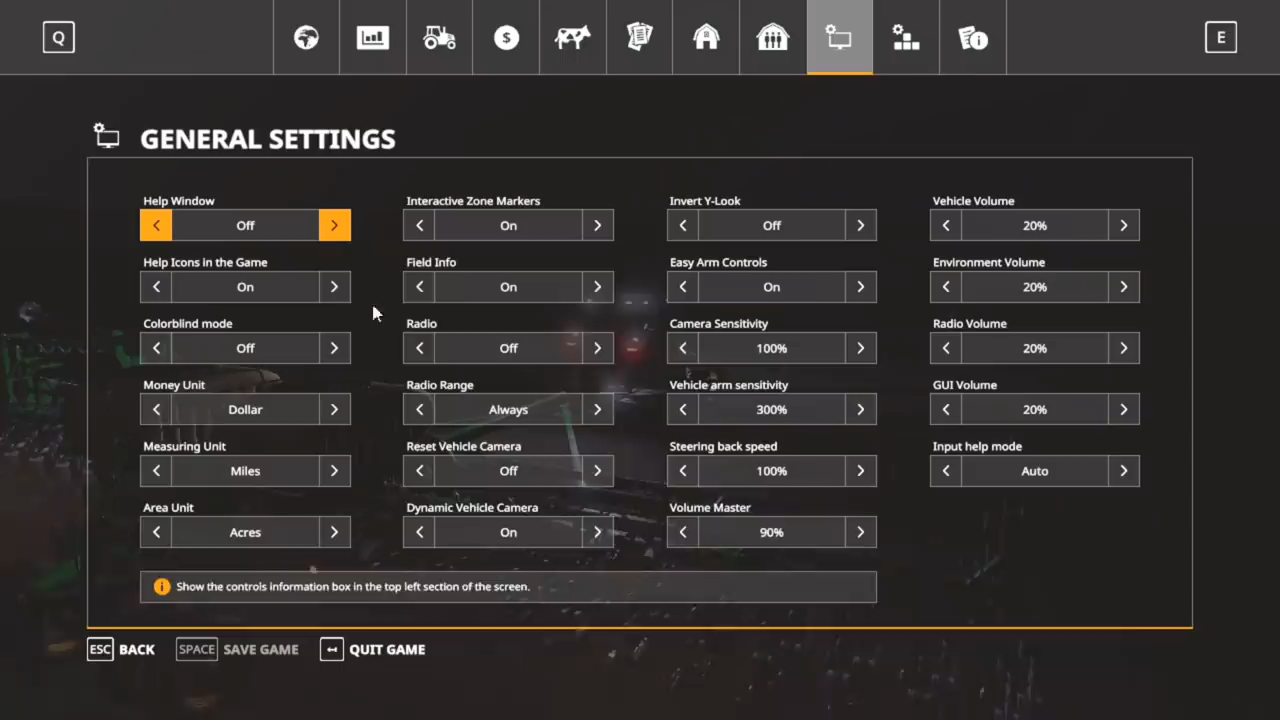 Q
E
GENERAL SETTINGS
Help Window
Off
Help Icons in the Game
On
Colorblind mode
Off
Money Unit
Dollar
Measuring Unit
Miles
Area Unit
Acres
Interactive Zone Markers
On
Field Info
On
Radio
Off
Radio Range
Always
Reset Vehicle Camera
Off
Dynamic Vehicle Camera
On
Invert Y-Look
Off
Easy Arm Controls
On
Camera Sensitivity
100%
Vehicle arm sensitivity
300%
Steering back speed
100%
Volume Master
90%
Vehicle Volume
20%
Environment Volume
20%
Radio Volume
20%
GUI Volume
20%
Input help mode
Auto
Show the controls information box in the top left section of the screen.
ESC BACK
SPACE SAVE GAME
QUIT GAME